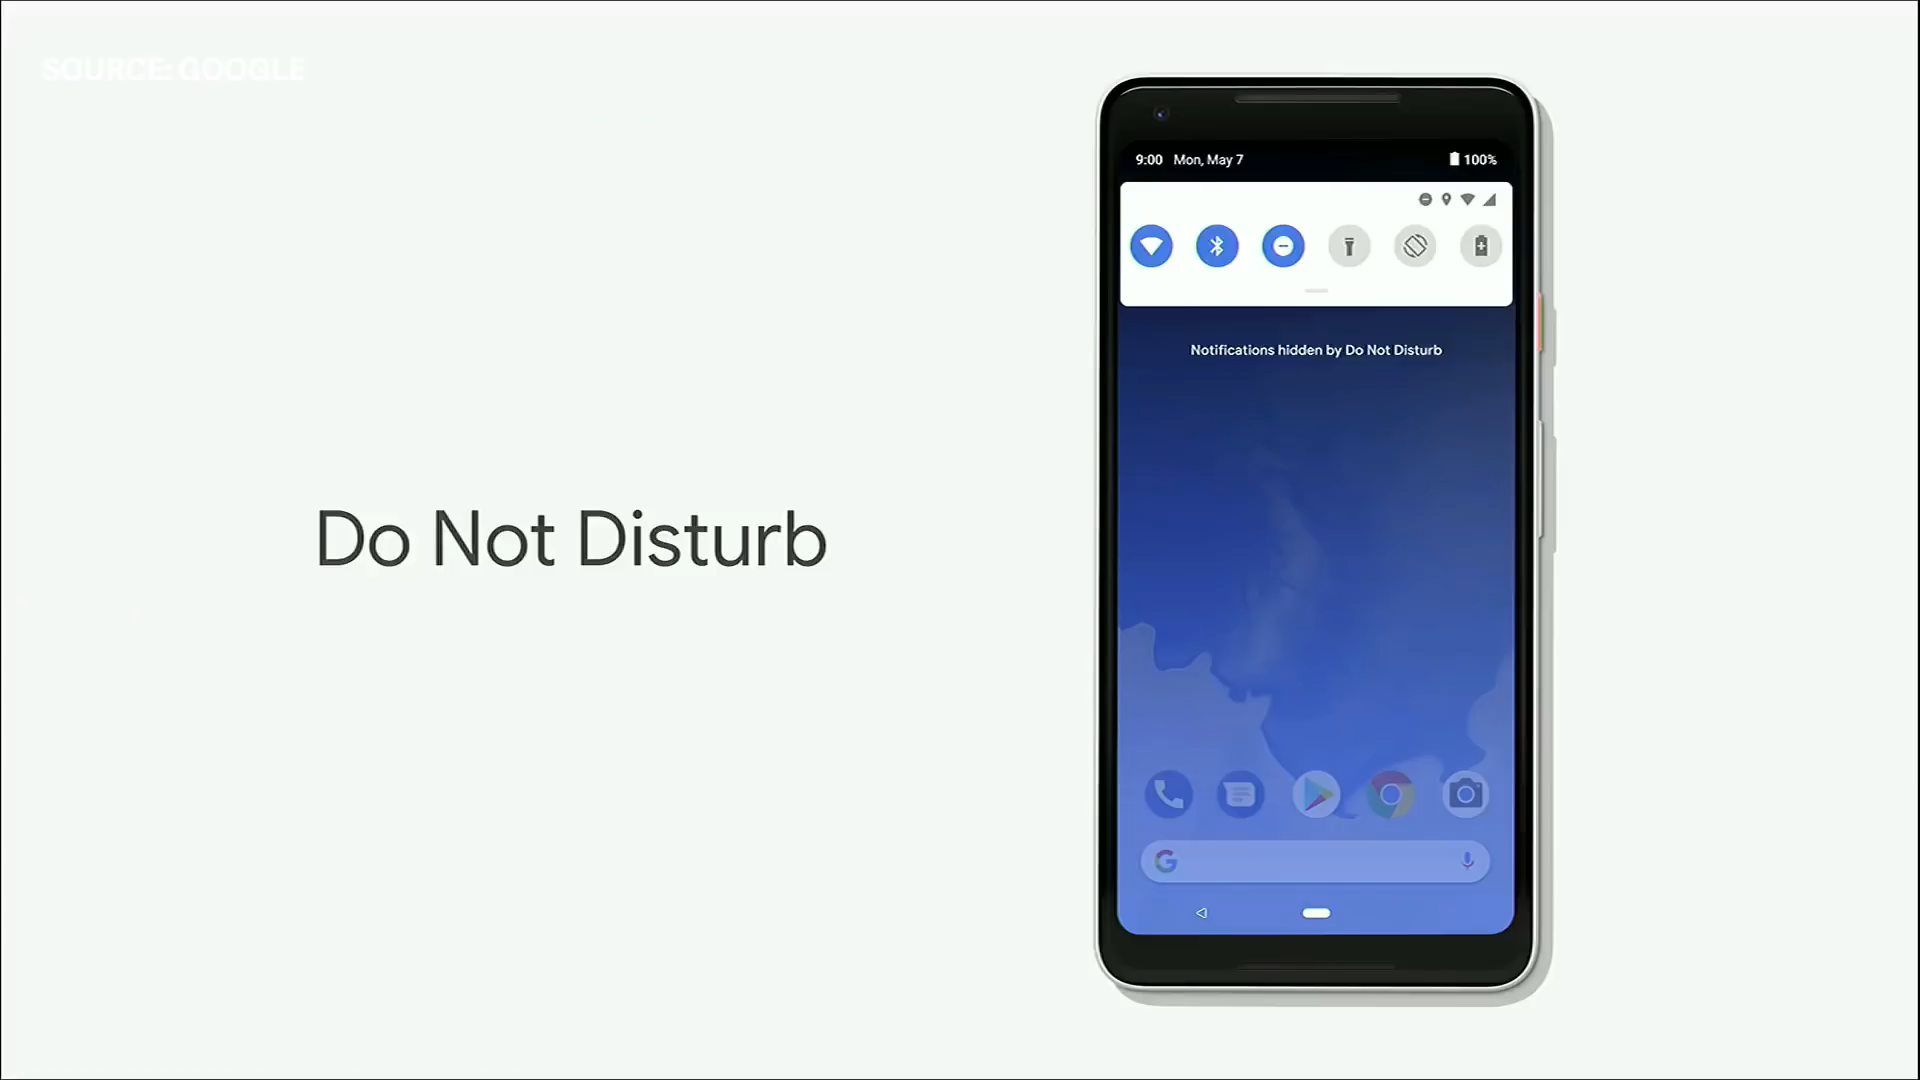 SOURCE: GOOGLE
9:00 Mon, May 7 100%
Notifications hidden by Do Not Disturb
Do Not Disturb
G